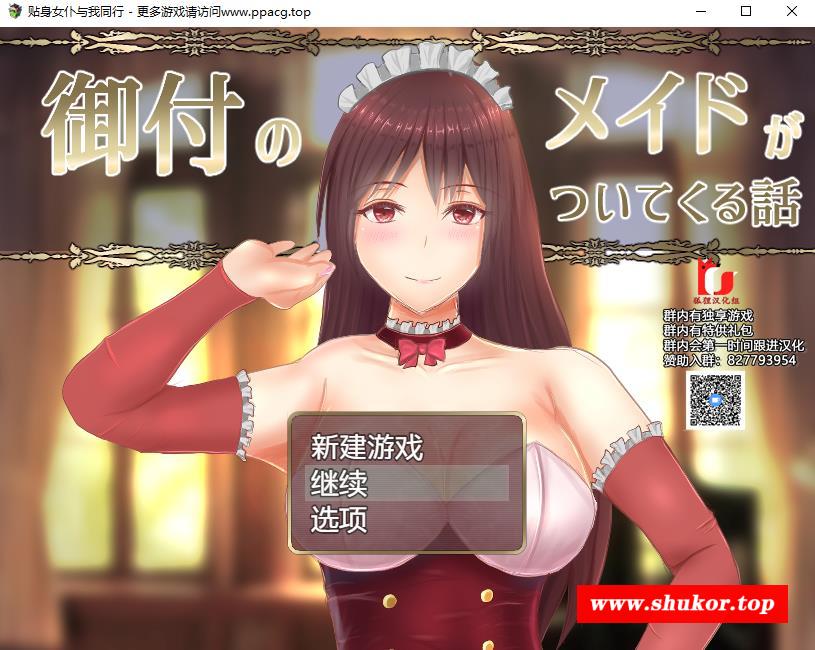 贴身女仆与我同行 - 更多游戏请访问www.ppacg.top
御付の
メイドが
ついてくる話
狐狸汉化组
群内有独享游戏
群内有特供礼包
群内会第一时间跟进汉化
赞助入群：827793954
新建游戏
继续
选项
www.shukor.top